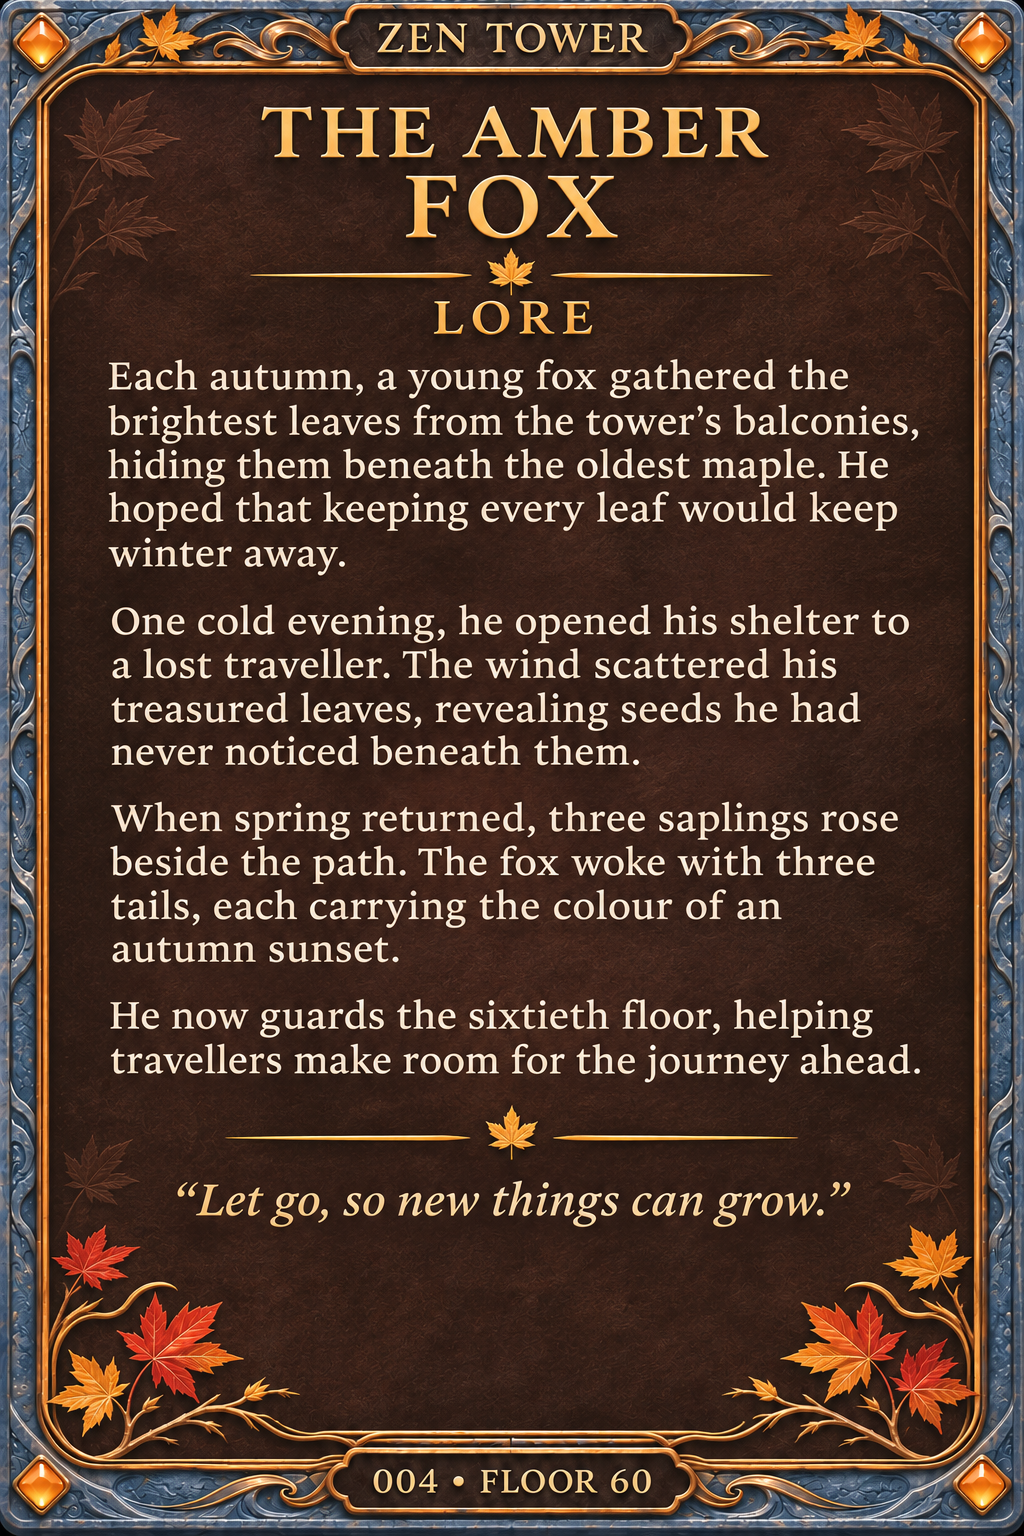 ZEN TOWER
THE AMBER
FOX
LORE
Each autumn, a young fox gathered the
brightest leaves from the tower’s balconies,
hiding them beneath the oldest maple. He
hoped that keeping every leaf would keep
winter away.
One cold evening, he opened his shelter to
a lost traveller. The wind scattered his
treasured leaves, revealing seeds he had
never noticed beneath them.
When spring returned, three saplings rose
beside the path. The fox woke with three
tails, each carrying the colour of an
autumn sunset.
He now guards the sixtieth floor, helping
travellers make room for the journey ahead.
“Let go, so new things can grow.”
004 • FLOOR 60